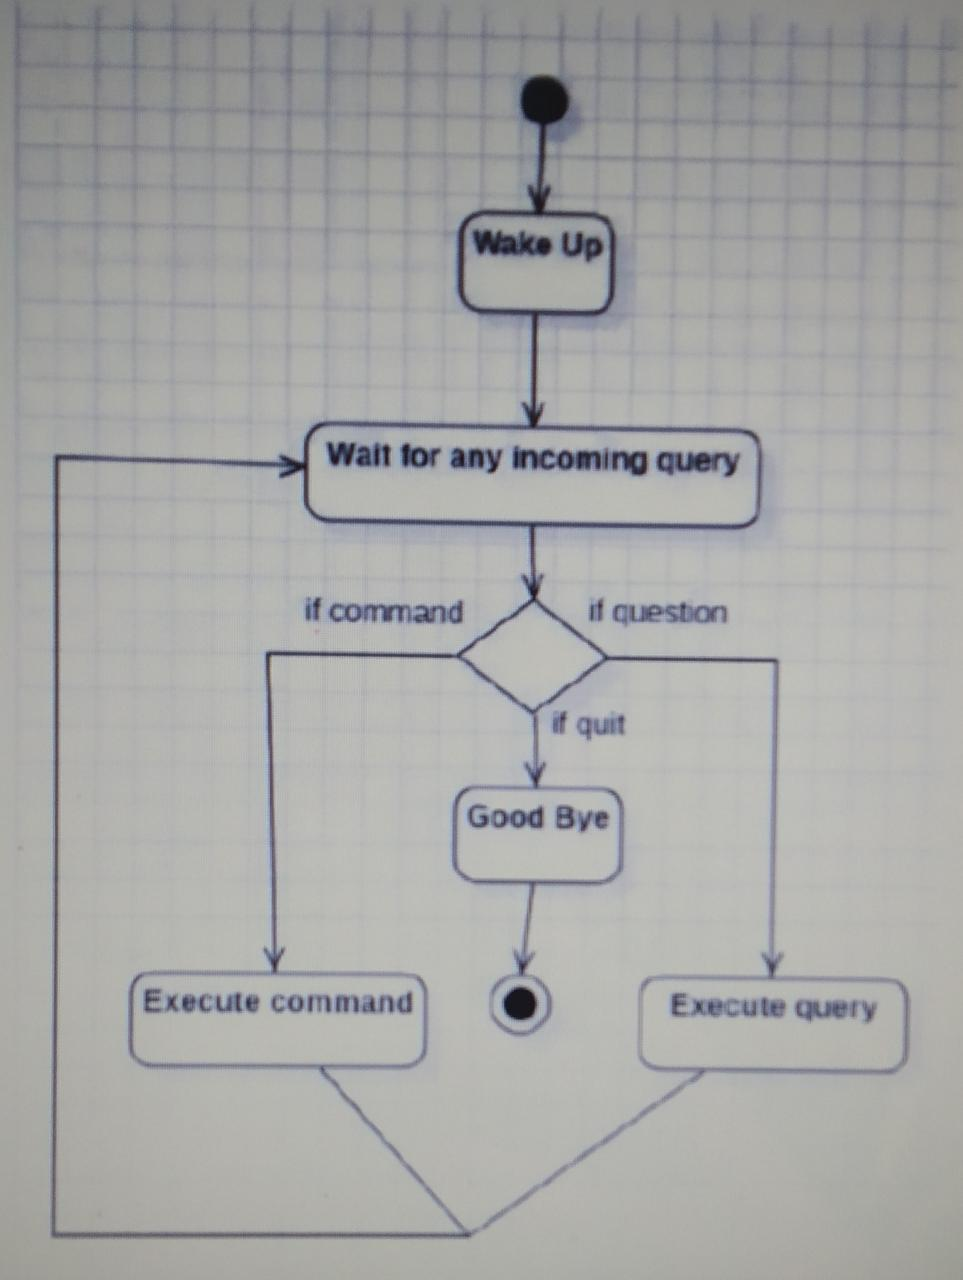 Wake Up
Wait for any incoming query
if command
if question
if quit
Good Bye
Execute command
Execute query